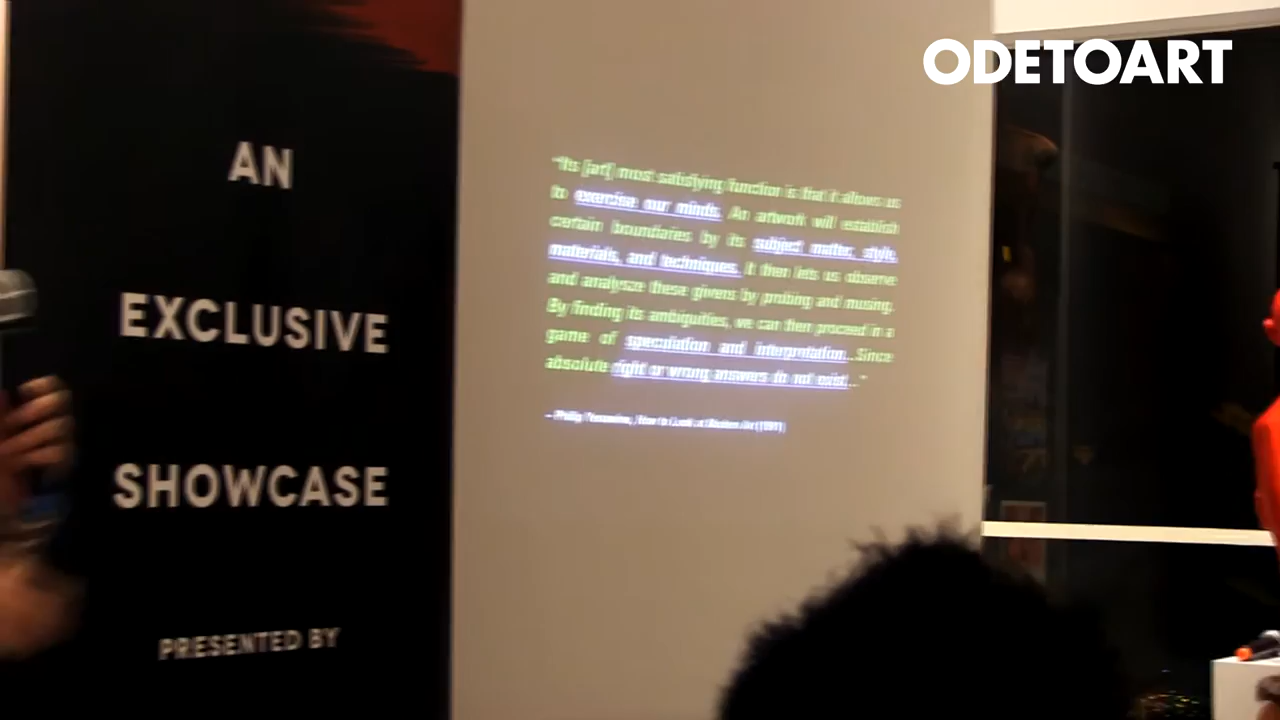 ODETOART
AN
EXCLUSIVE
SHOWCASE
PRESENTED BY
"Its [art] most satisfying function is that it allows us
to exercise our minds. An artwork will establish
certain boundaries by its subject matter, style,
materials, and techniques. It then lets us observe
and analysze these givens by probing and musing.
By finding its ambiguities, we can then proceed in a
game of speculation and interpretation...Since
absolute right or wrong answers do not exist..."
– Philip